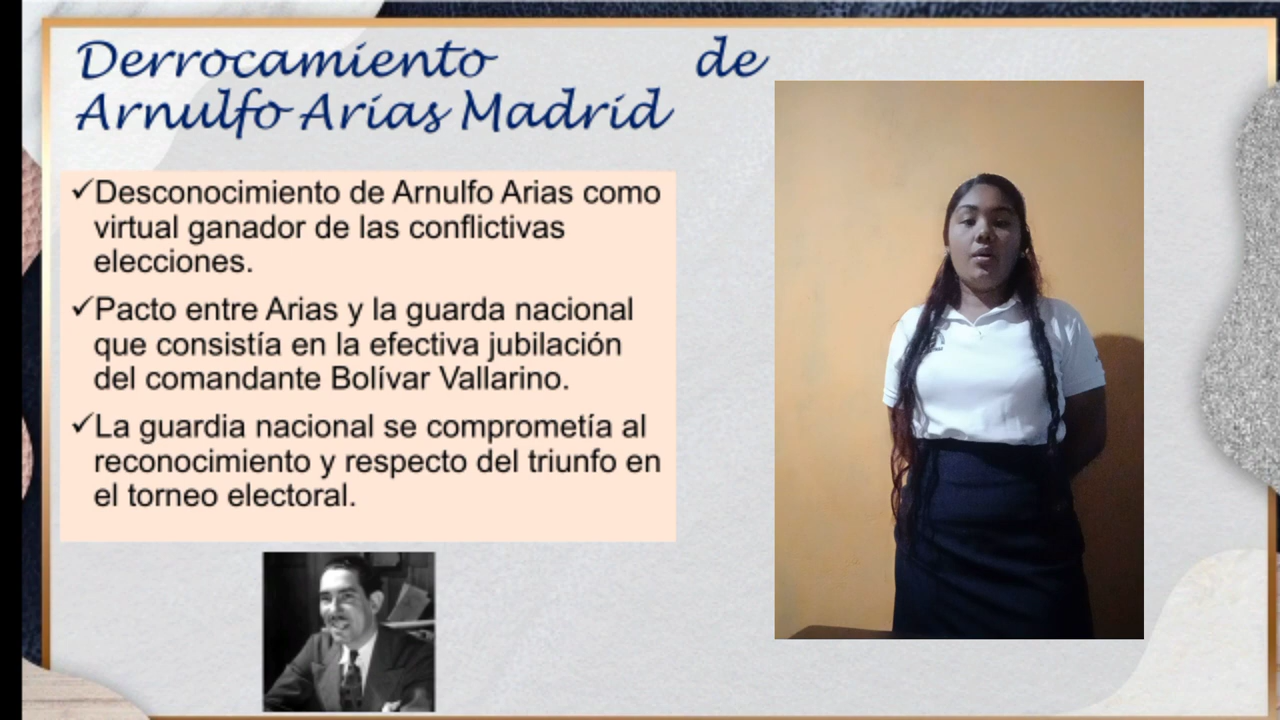 Derrocamiento de
Arnulfo Arias Madrid
✓Desconocimiento de Arnulfo Arias como
virtual ganador de las conflictivas
elecciones.
✓Pacto entre Arias y la guarda nacional
que consistía en la efectiva jubilación
del comandante Bolívar Vallarino.
✓La guardia nacional se comprometía al
reconocimiento y respecto del triunfo en
el torneo electoral.